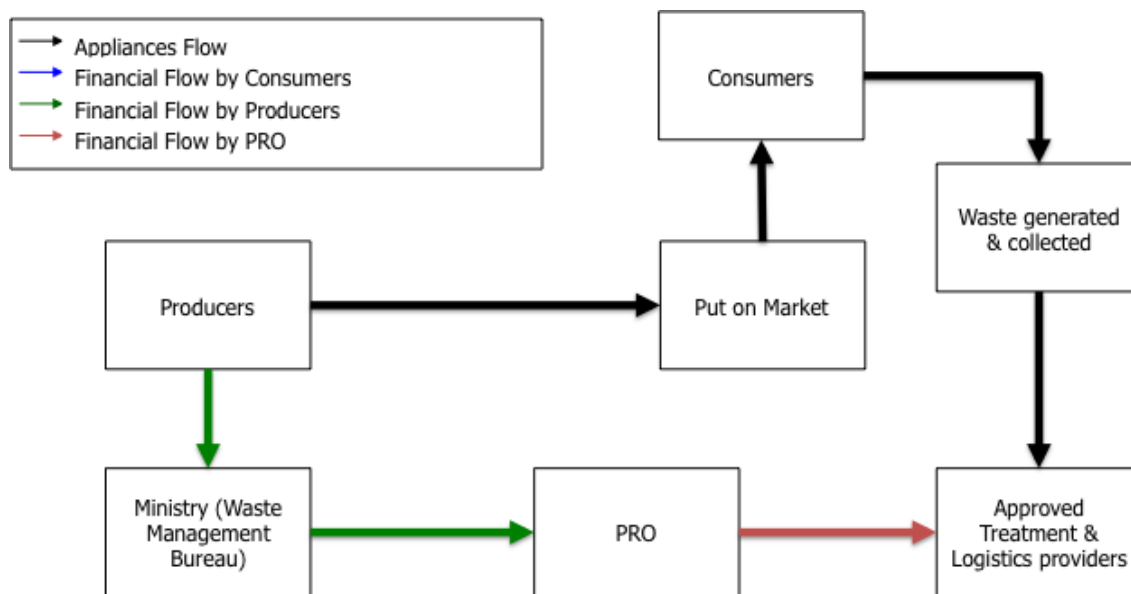 Appliances Flow
Financial Flow by Consumers
Financial Flow by Producers
Financial Flow by PRO
Consumers
Waste generated
& collected
Producers
Put on Market
Ministry (Waste
Management
Bureau)
PRO
Approved
Treatment &
Logistics providers